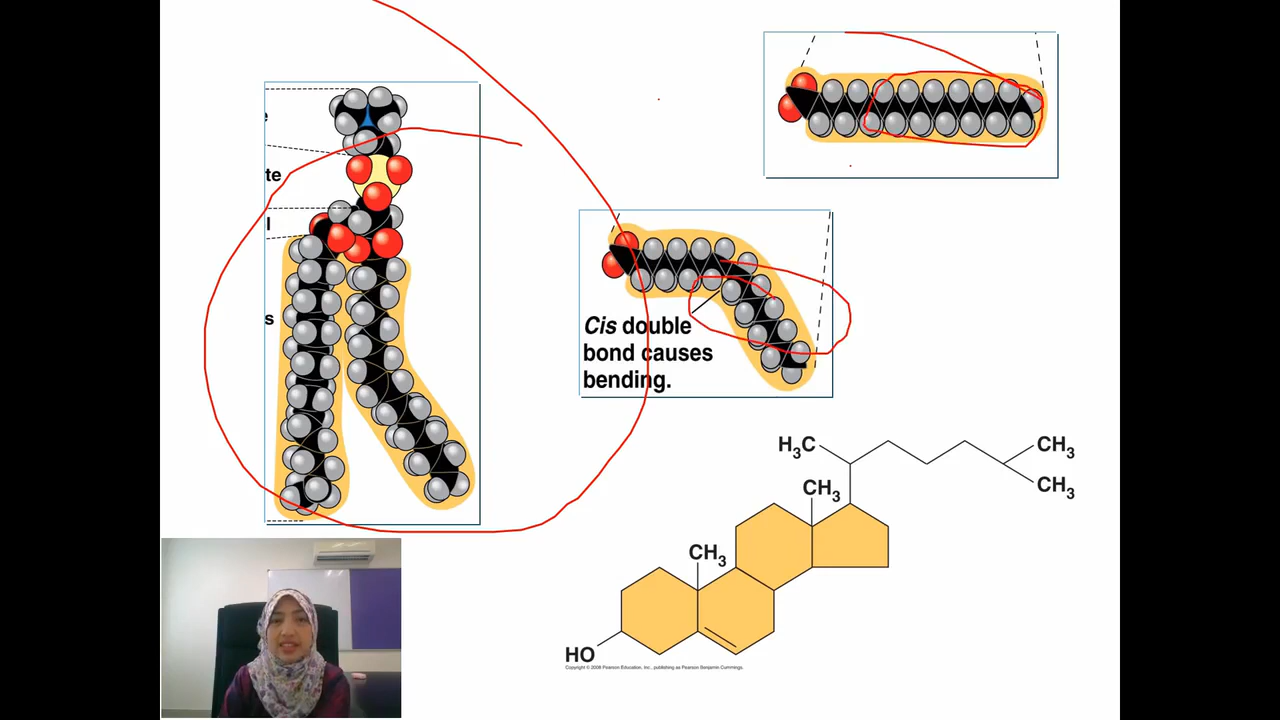 e
te
l
s
Cis double
bond causes
bending.
H₃C
CH₃
CH₃
CH₃
CH₃
HO
Copyright © 2008 Pearson Education, Inc., publishing as Pearson Benjamin Cummings.